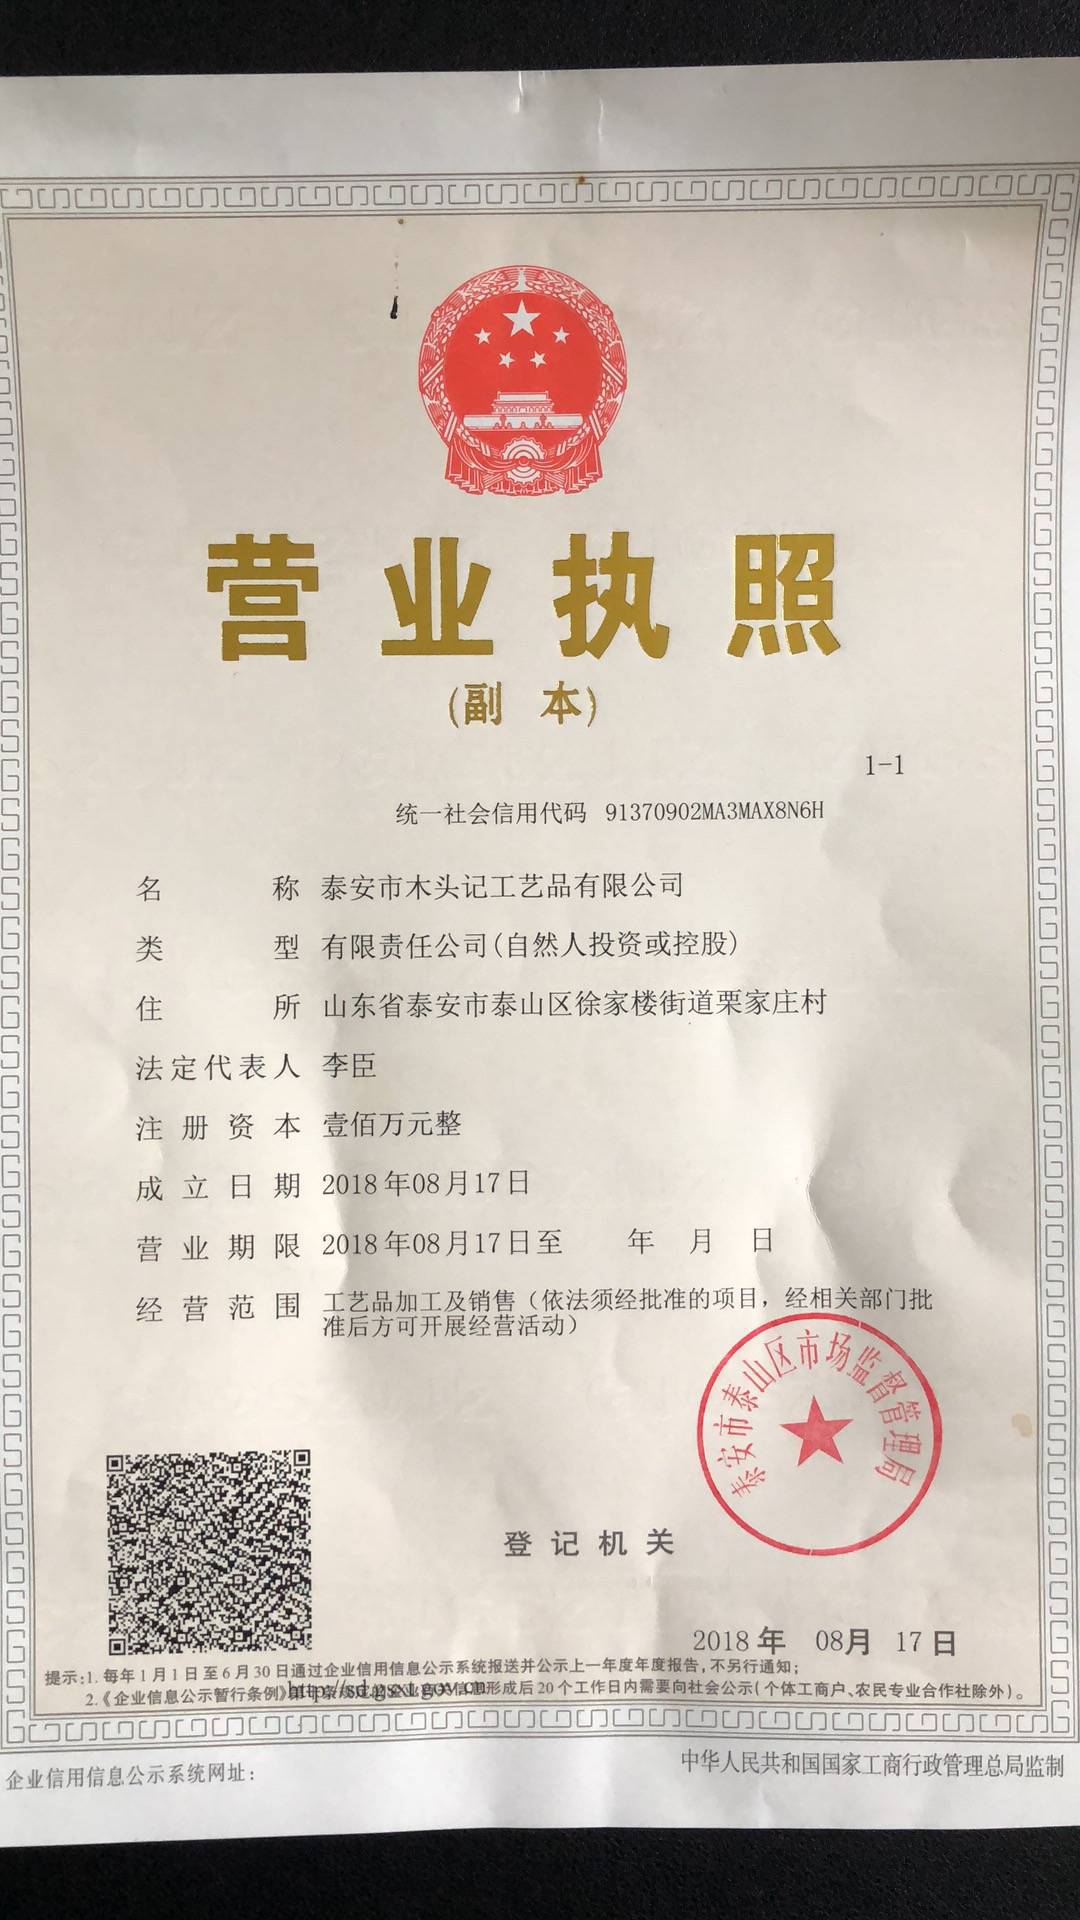 营业执照
(副 本)
1-1
统一社会信用代码 91370902MA3MAX8N6H
名 称 泰安市木头记工艺品有限公司
类 型 有限责任公司(自然人投资或控股)
住 所 山东省泰安市泰山区徐家楼街道栗家庄村
法定代表人 李臣
注册资本 壹佰万元整
成立日期 2018年08月17日
营业期限 2018年08月17日至 年 月 日
经营范围 工艺品加工及销售（依法须经批准的项目，经相关部门批
准后方可开展经营活动）
泰安市泰山区市场监督管理局
登记机关
2018年 08月 17日
提示:1. 每年1月1日至6月30日通过企业信用信息公示系统报送并公示上一年度年度报告,不另行通知;
2.《企业信息公示暂行条例》 信息形成后20个工作日内需要向社会公示(个体工商户、农民专业合作社除外)。
http://sd.gsxt.gov.cn
企业信用信息公示系统网址:
中华人民共和国国家工商行政管理总局监制